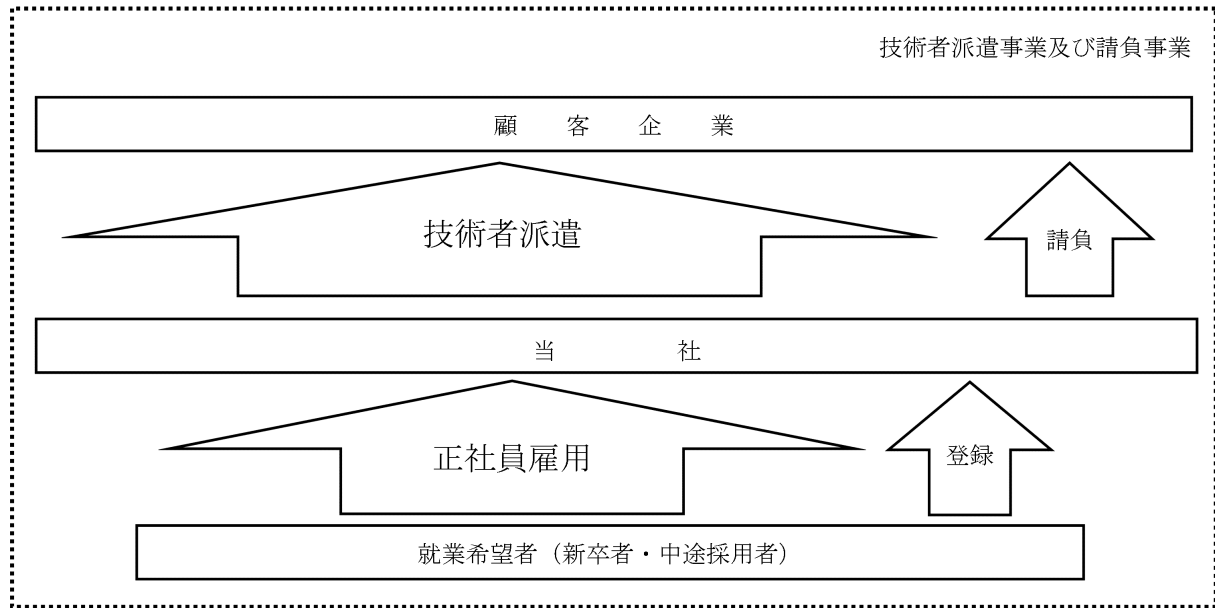 技術者派遣事業及び請負事業
顧客企業
技術者派遣
請負
当社
正社員雇用
登録
就業希望者（新卒者・中途採用者）